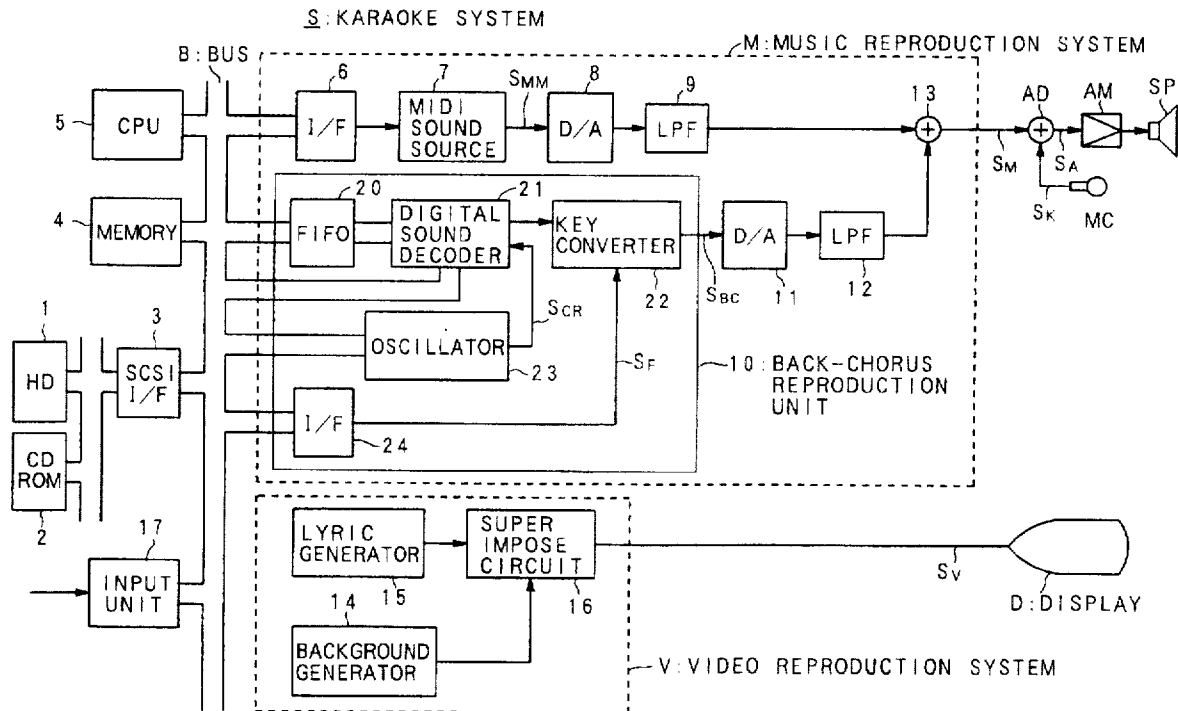 S:KARAOKE SYSTEM
M:MUSIC REPRODUCTION SYSTEM
B:BUS
6
7
SMM
8
9
13
AD
AM
SP
5
CPU
I/F
MIDI
SOUND
SOURCE
D/A
LPF
SM
SA
SK
MC
4
MEMORY
20
FIFO
21
DIGITAL
SOUND
DECODER
KEY
CONVERTER
22
SBC
D/A
11
LPF
12
SCR
OSCILLATOR
23
SF
10:BACK-CHORUS
REPRODUCTION
UNIT
1
HD
3
SCSI
I/F
I/F
24
CD
ROM
2
17
INPUT
UNIT
LYRIC
GENERATOR
15
SUPER
IMPOSE
CIRCUIT
16
SV
D:DISPLAY
14
BACKGROUND
GENERATOR
V:VIDEO REPRODUCTION SYSTEM